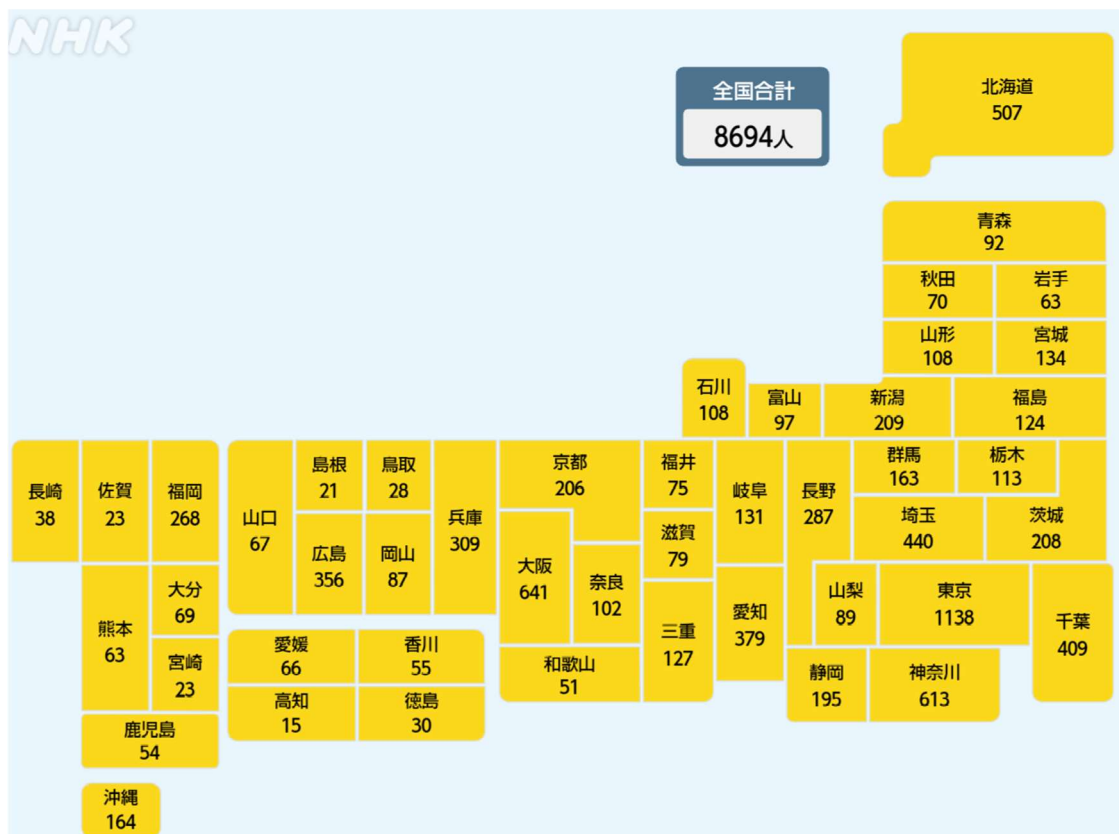 NHK
全国合計
8694人
北海道
507
青森
92
秋田
70
岩手
63
山形
108
宮城
134
石川
108
富山
97
新潟
209
福島
124
長崎
38
佐賀
23
福岡
268
山口
67
島根
21
鳥取
28
兵庫
309
京都
206
福井
75
岐阜
131
長野
287
群馬
163
栃木
113
広島
356
岡山
87
大阪
641
奈良
102
滋賀
79
埼玉
440
茨城
208
熊本
63
大分
69
三重
127
愛知
379
山梨
89
東京
1138
千葉
409
宮崎
23
愛媛
66
香川
55
和歌山
51
静岡
195
神奈川
613
高知
15
徳島
30
鹿児島
54
沖縄
164